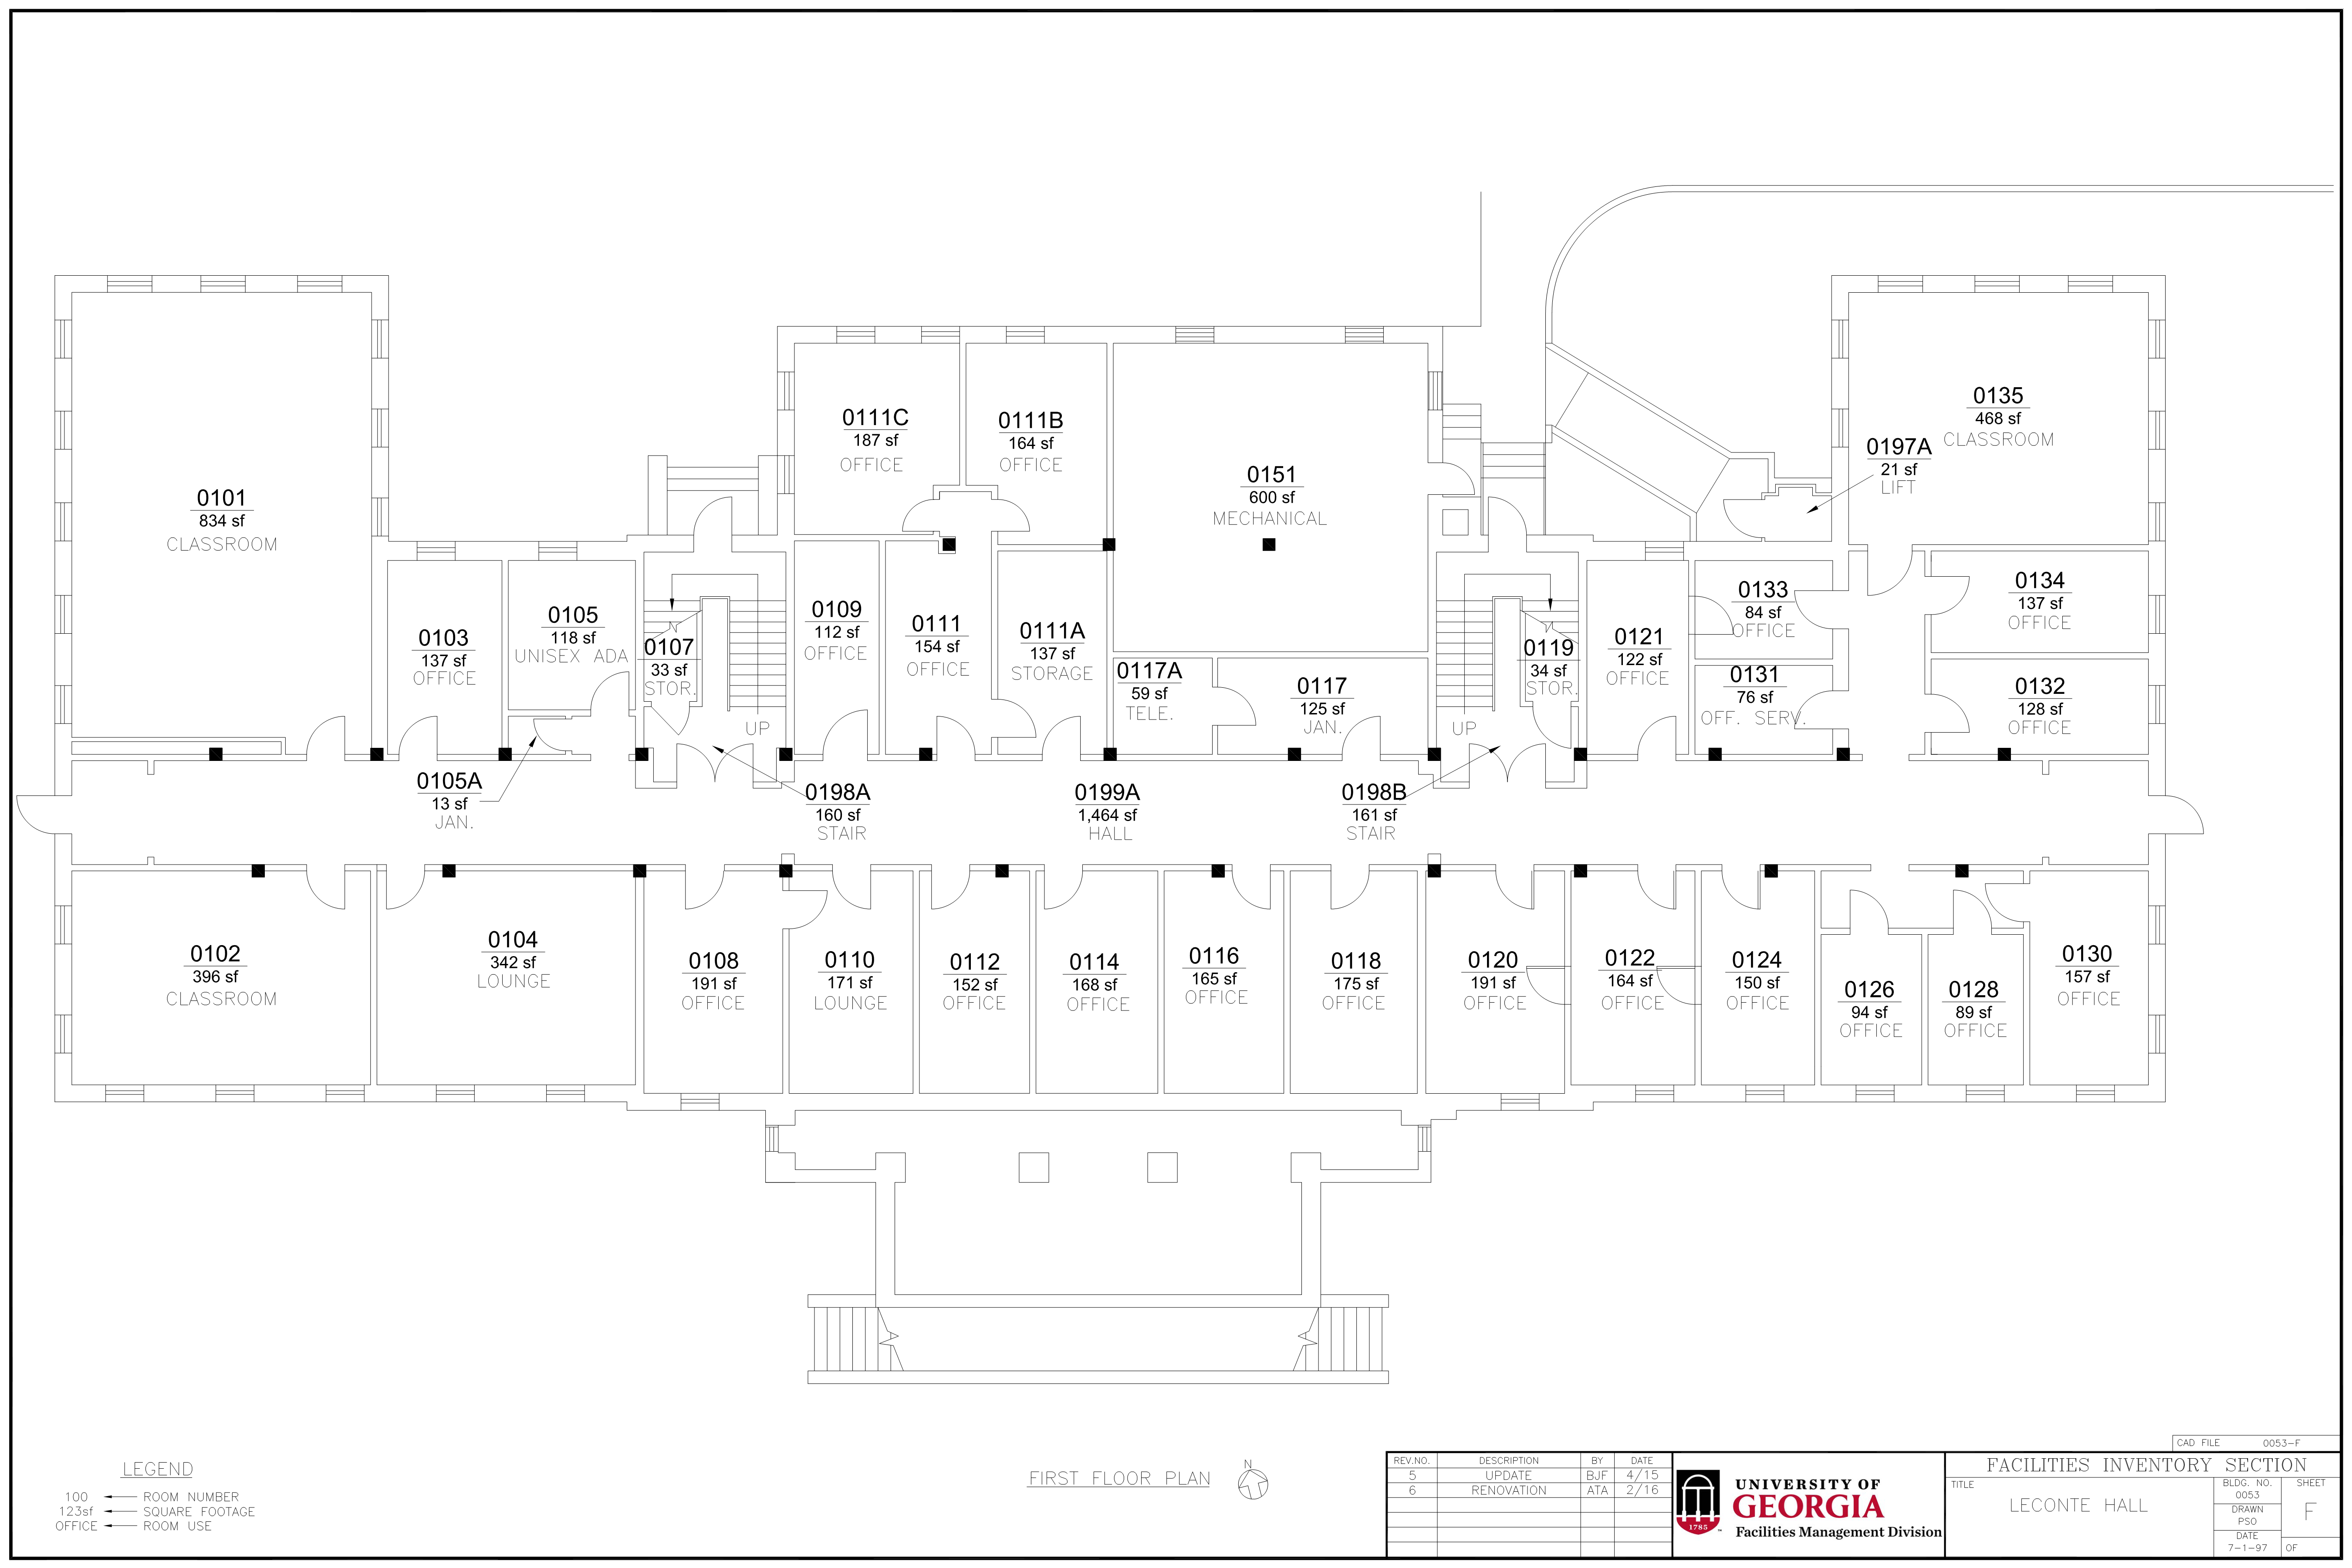 0101
834 sf
CLASSROOM
0103
137 sf
OFFICE
0105
118 sf
UNISEX ADA
0107
33 sf
STOR.
UP
0111C
187 sf
OFFICE
0111B
164 sf
OFFICE
0109
112 sf
OFFICE
0111
154 sf
OFFICE
0111A
137 sf
STORAGE
0151
600 sf
MECHANICAL
0117A
59 sf
TELE.
0117
125 sf
JAN.
UP
0119
34 sf
STOR.
0121
122 sf
OFFICE
0133
84 sf
OFFICE
0131
76 sf
OFF. SERV.
0197A
21 sf
LIFT
0135
468 sf
CLASSROOM
0134
137 sf
OFFICE
0132
128 sf
OFFICE
0105A
13 sf
JAN.
0198A
160 sf
STAIR
0199A
1,464 sf
HALL
0198B
161 sf
STAIR
0102
396 sf
CLASSROOM
0104
342 sf
LOUNGE
0108
191 sf
OFFICE
0110
171 sf
LOUNGE
0112
152 sf
OFFICE
0114
168 sf
OFFICE
0116
165 sf
OFFICE
0118
175 sf
OFFICE
0120
191 sf
OFFICE
0122
164 sf
OFFICE
0124
150 sf
OFFICE
0126
94 sf
OFFICE
0128
89 sf
OFFICE
0130
157 sf
OFFICE
LEGEND
100 ROOM NUMBER
123sf SQUARE FOOTAGE
OFFICE ROOM USE
FIRST FLOOR PLAN
N
REV.NO. DESCRIPTION BY DATE
5 UPDATE BJF 4/15
6 RENOVATION ATA 2/16
1785
UNIVERSITY OF
GEORGIA
Facilities Management Division
CAD FILE 0053-F
FACILITIES INVENTORY SECTION
TITLE
LECONTE HALL
BLDG. NO.
0053
DRAWN
PSO
DATE
7-1-97
SHEET
F
OF